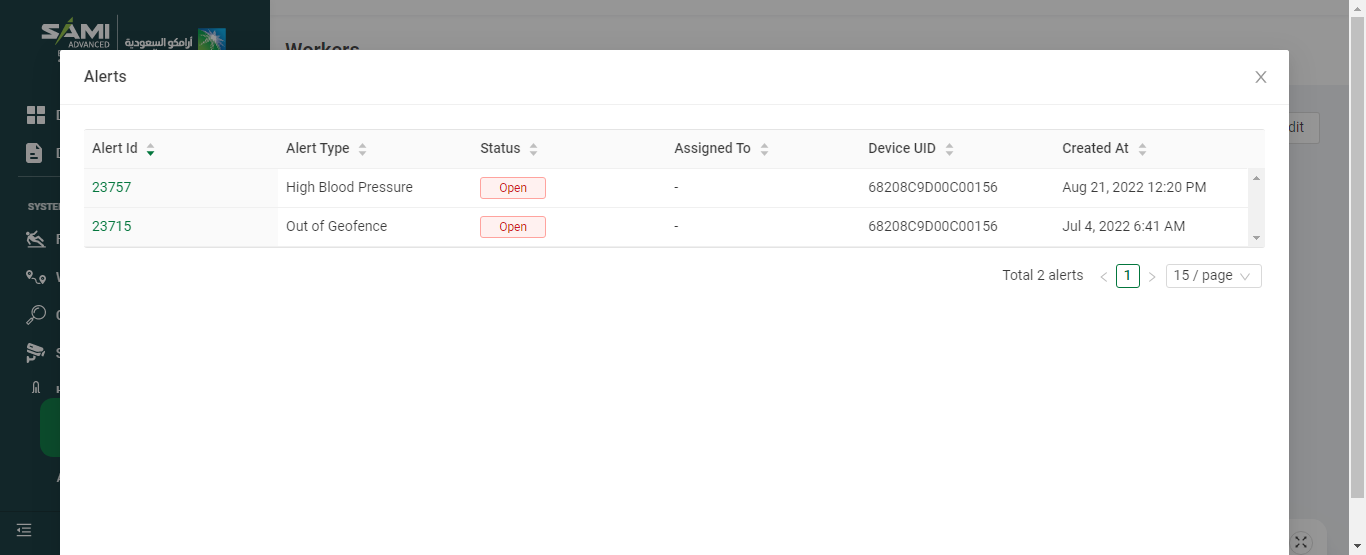 SAMI
ADVANCED
أرامكو السعودية
Workers
Alerts
dit
Alert Id Alert Type Status Assigned To Device UID Created At
23757 High Blood Pressure Open - 68208C9D00C00156 Aug 21, 2022 12:20 PM
23715 Out of Geofence Open - 68208C9D00C00156 Jul 4, 2022 6:41 AM
SYSTE
Total 2 alerts < 1 > 15 / page